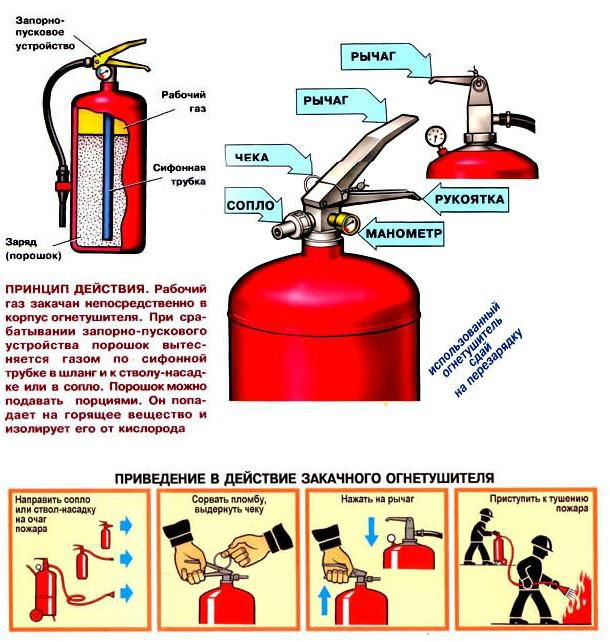 Запорно-
пусковое
устройство
Рабочий
газ
Сифонная
трубка
Заряд
(порошок)
РЫЧАГ
РЫЧАГ
ЧЕКА
СОПЛО
РУКОЯТКА
МАНОМЕТР
использованный
огнетушитель
сдай
на перезарядку
ПРИНЦИП ДЕЙСТВИЯ. Рабочий
газ закачан непосредственно в
корпус огнетушителя. При сра-
батывании запорно-пускового
устройства порошок вытес-
няется газом по сифонной
трубке в шланг и к стволу-насад-
ке или в сопло. Порошок можно
подавать порциями. Он попа-
дает на горящее вещество и
изолирует его от кислорода
ПРИВЕДЕНИЕ В ДЕЙСТВИЕ ЗАКАЧНОГО ОГНЕТУШИТЕЛЯ
Направить сопло
или ствол-насадку
на очаг
пожара
Сорвать пломбу,
выдернуть чеку
Нажать на рычаг
Приступить к тушению
пожара